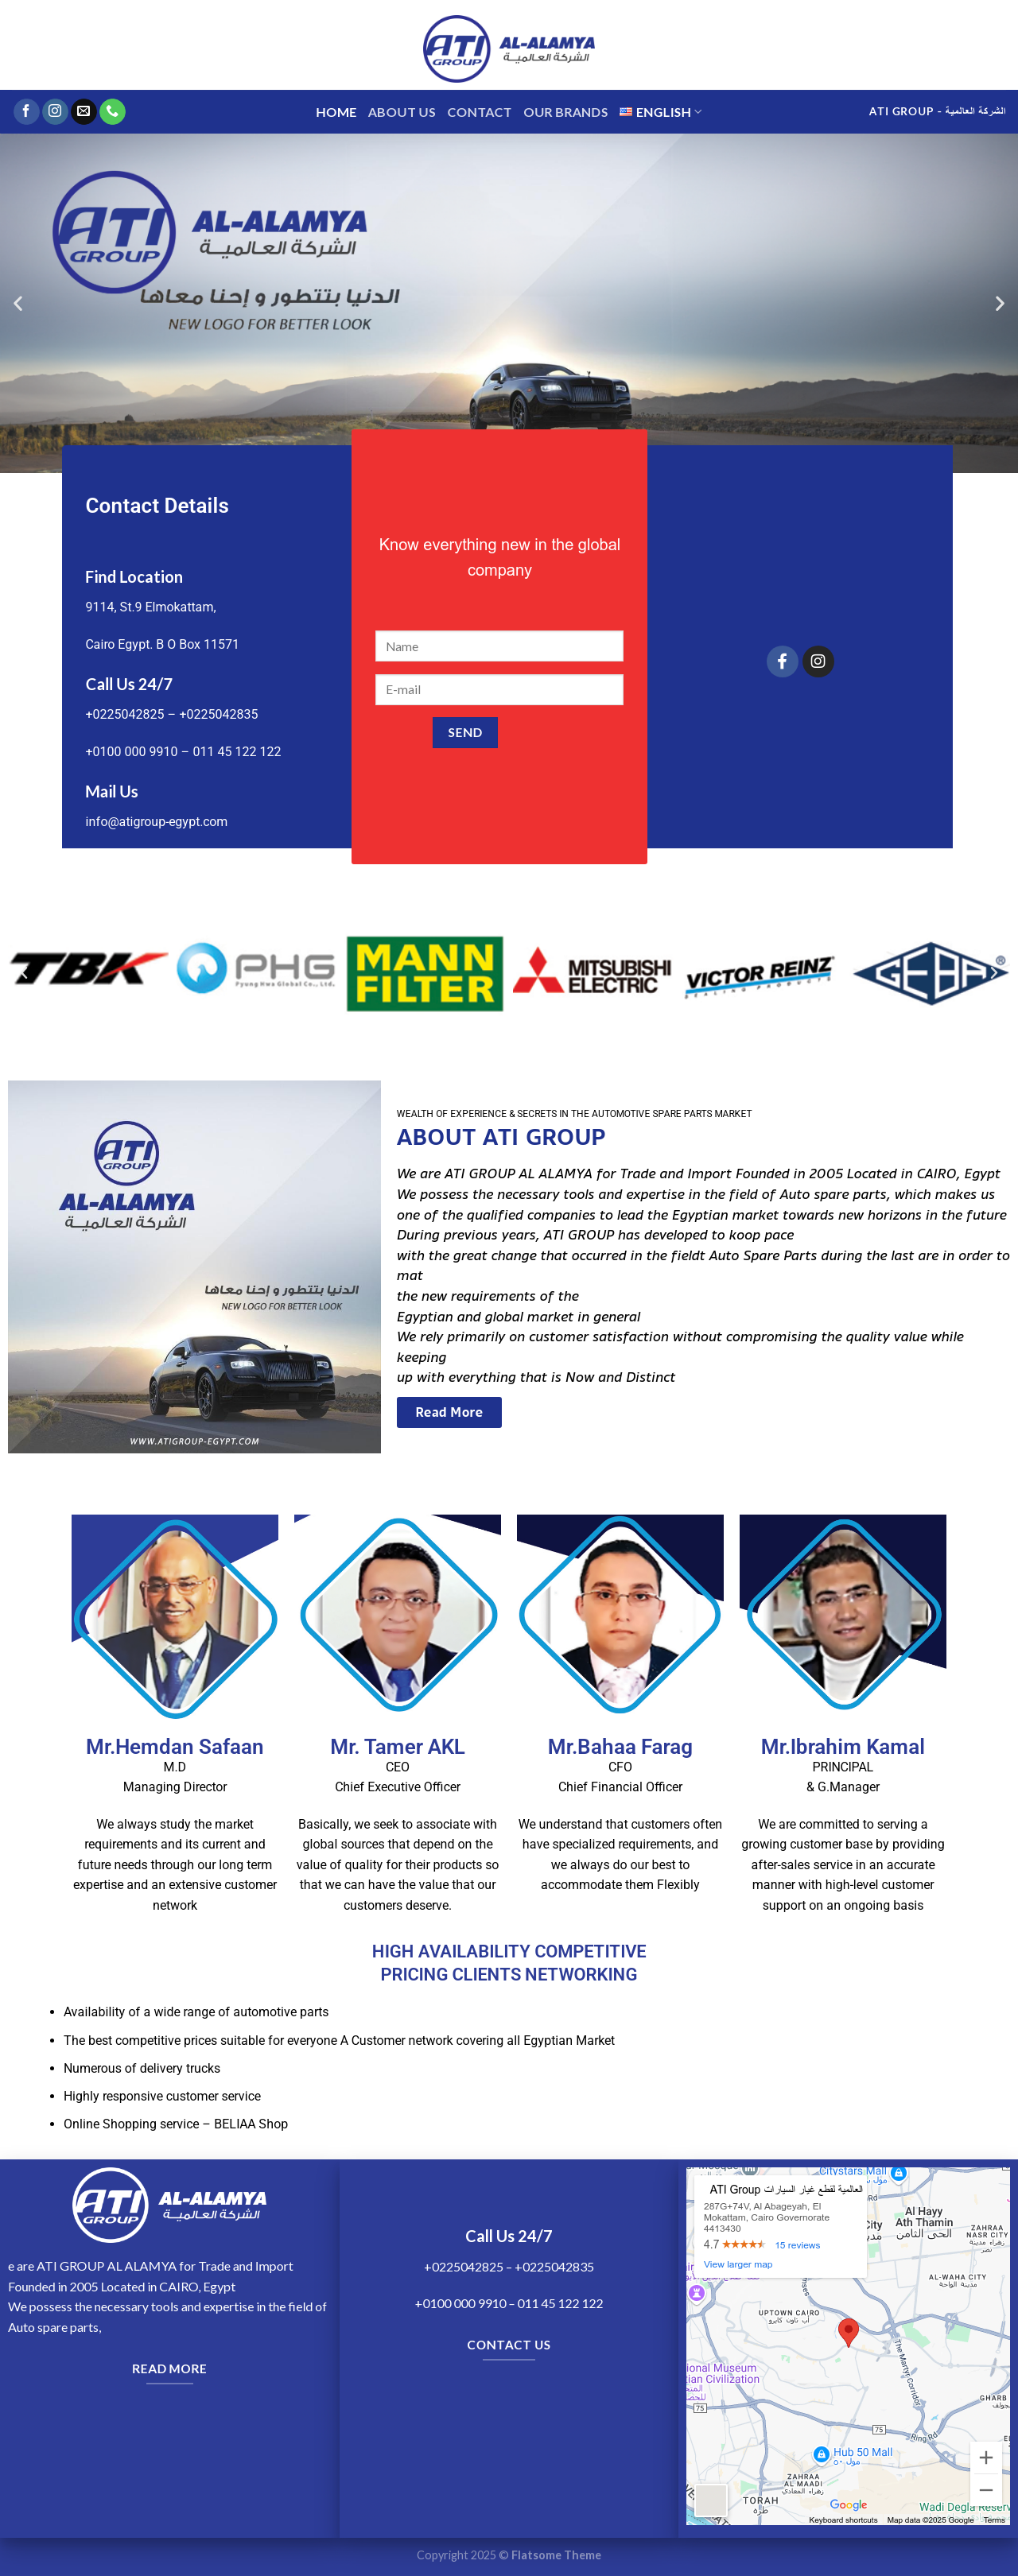 ATI
GROUP
AL-ALAMYA
الشركة العالمية
HOME ABOUT US CONTACT OUR BRANDS ENGLISH
ATI GROUP - الشركة العالمية
ATI
GROUP
AL-ALAMYA
الشركة العالمية
الدنيا بتتطور و إحنا معاها
NEW LOGO FOR BETTER LOOK
Contact Details
Find Location
9114, St.9 Elmokattam,
Cairo Egypt. B O Box 11571
Call Us 24/7
+0225042825 – +0225042835
+0100 000 9910 – 011 45 122 122
Mail Us
info@atigroup-egypt.com
Know everything new in the global
company
Name
E-mail
SEND
TBK
PHG
Pyung Hwa Global Co., Ltd.
MANN
FILTER
MITSUBISHI
ELECTRIC
VICTOR REINZ
SEALING PRODUCTS
GEBA®
ATI
GROUP
AL-ALAMYA
الشركة العالمية
الدنيا بتتطور و إحنا معاها
NEW LOGO FOR BETTER LOOK
WWW.ATIGROUP-EGYPT.COM
WEALTH OF EXPERIENCE & SECRETS IN THE AUTOMOTIVE SPARE PARTS MARKET
ABOUT ATI GROUP
We are ATI GROUP AL ALAMYA for Trade and Import Founded in 2005 Located in CAIRO, Egypt
We possess the necessary tools and expertise in the field of Auto spare parts, which makes us
one of the qualified companies to lead the Egyptian market towards new horizons in the future
During previous years, ATI GROUP has developed to koop pace
with the great change that occurred in the fieldt Auto Spare Parts during the last are in order to
mat
the new requirements of the
Egyptian and global market in general
We rely primarily on customer satisfaction without compromising the quality value while
keeping
up with everything that is Now and Distinct
Read More
Mr.Hemdan Safaan
M.D
Managing Director
We always study the market
requirements and its current and
future needs through our long term
expertise and an extensive customer
network
Mr. Tamer AKL
CEO
Chief Executive Officer
Basically, we seek to associate with
global sources that depend on the
value of quality for their products so
that we can have the value that our
customers deserve.
Mr.Bahaa Farag
CFO
Chief Financial Officer
We understand that customers often
have specialized requirements, and
we always do our best to
accommodate them Flexibly
Mr.Ibrahim Kamal
PRINCIPAL
& G.Manager
We are committed to serving a
growing customer base by providing
after-sales service in an accurate
manner with high-level customer
support on an ongoing basis
HIGH AVAILABILITY COMPETITIVE
PRICING CLIENTS NETWORKING
• Availability of a wide range of automotive parts
• The best competitive prices suitable for everyone A Customer network covering all Egyptian Market
• Numerous of delivery trucks
• Highly responsive customer service
• Online Shopping service – BELIAA Shop
ATI
GROUP
AL-ALAMYA
الشركة العالمية
e are ATI GROUP AL ALAMYA for Trade and Import
Founded in 2005 Located in CAIRO, Egypt
We possess the necessary tools and expertise in the field of
Auto spare parts,
READ MORE
Call Us 24/7
+0225042825 – +0225042835
+0100 000 9910 – 011 45 122 122
CONTACT US
Citystars Mall
ATI Group العالمية لقطع غيار السيارات
287G+74V, Al Abageyah, El
Mokattam, Cairo Governorate
4413430
4.7 15 reviews
View larger map
Al Hayy
Ath Thamin
الحى الثامن
ZAHRAA
NASR CITY
AL-WAHA CITY
مدينة الواحة
UPTOWN CAIRO
أب تاون كايرو
The Martyr Corridor
75
75
Ring Rd
Hub 50 Mall
مول ٥٠
ZAHRAA
AL MAADI
زهراء المعادي
TORAH
طرة
Google
Keyboard shortcuts Map data ©2025 Google Terms
Copyright 2025 © Flatsome Theme